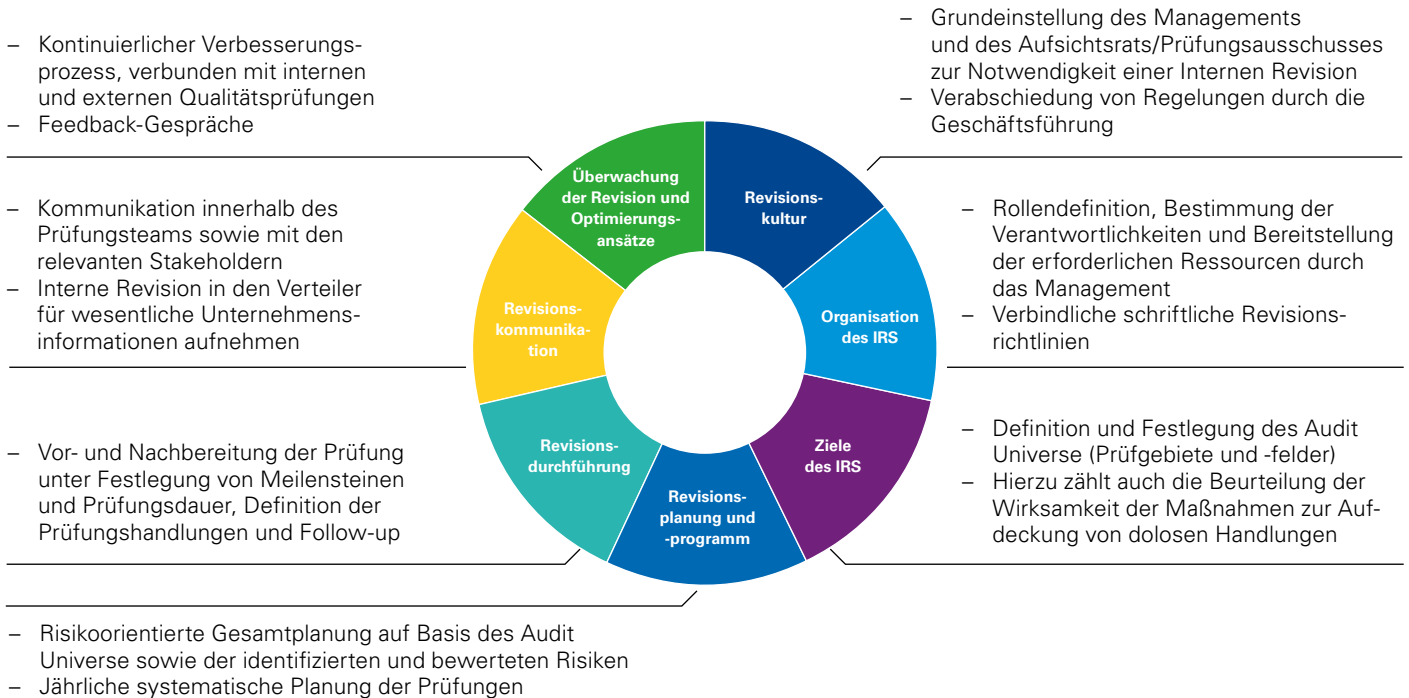 – Kontinuierlicher Verbesserungs-
prozess, verbunden mit internen
und externen Qualitätsprüfungen
– Feedback-Gespräche
– Grundeinstellung des Managements
und des Aufsichtsrats/Prüfungsausschusses
zur Notwendigkeit einer Internen Revision
– Verabschiedung von Regelungen durch die
Geschäftsführung
Überwachung
der Revision und
Optimierungs-
ansätze
Revisions-
kultur
– Kommunikation innerhalb des
Prüfungsteams sowie mit den
relevanten Stakeholdern
– Interne Revision in den Verteiler
für wesentliche Unternehmens-
informationen aufnehmen
Revisions-
kommunika-
tion
Organisation
des IRS
– Rollendefinition, Bestimmung der
Verantwortlichkeiten und Bereitstellung
der erforderlichen Ressourcen durch
das Management
– Verbindliche schriftliche Revisions-
richtlinien
– Vor- und Nachbereitung der Prüfung
unter Festlegung von Meilensteinen
und Prüfungsdauer, Definition der
Prüfungshandlungen und Follow-up
Revisions-
durchführung
Revisions-
planung und
-programm
Ziele
des IRS
– Definition und Festlegung des Audit
Universe (Prüfgebiete und -felder)
– Hierzu zählt auch die Beurteilung der
Wirksamkeit der Maßnahmen zur Auf-
deckung von dolosen Handlungen
– Risikoorientierte Gesamtplanung auf Basis des Audit
Universe sowie der identifizierten und bewerteten Risiken
– Jährliche systematische Planung der Prüfungen